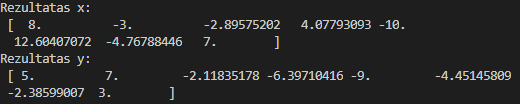 Rezultatas x:
[  8.         -3.         -2.89575202  4.07793093 -10.
  12.60407072  -4.76788446   7.        ]
Rezultatas y:
[ 5.          7.         -2.11835178 -6.39710416 -9.         -4.45145809
-2.38599007  3.        ]